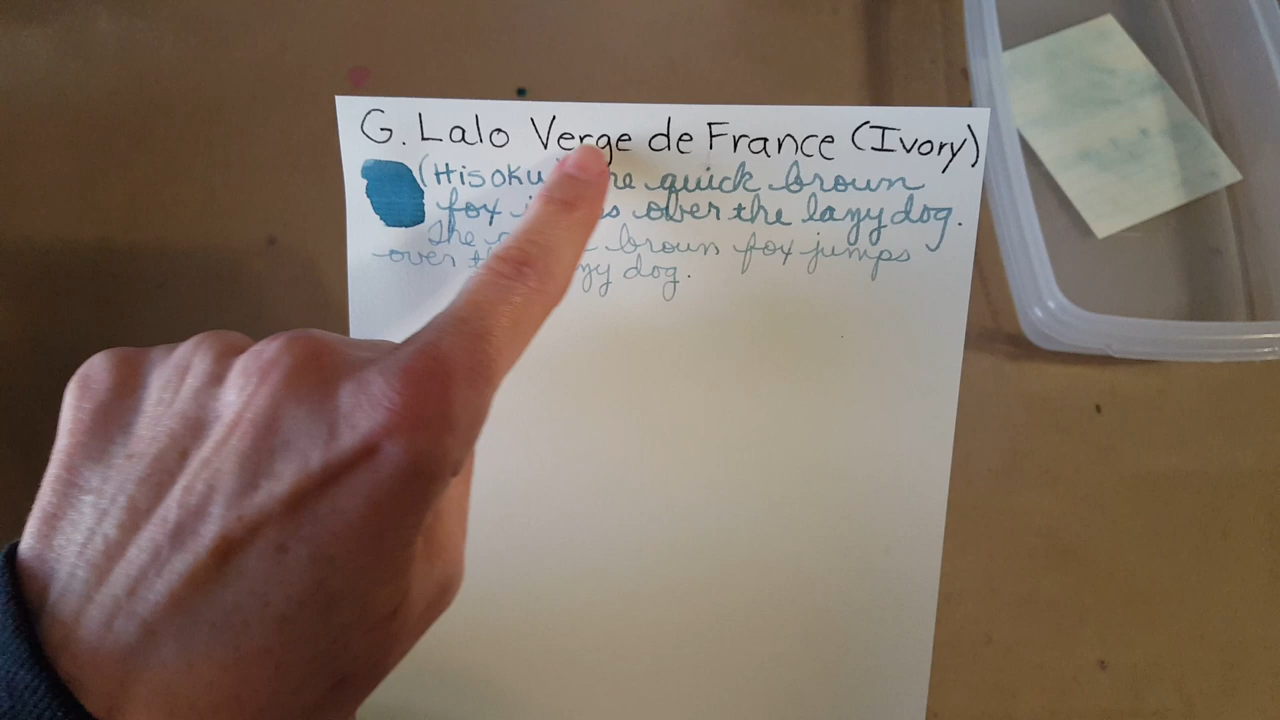 G. Lalo Verge de France (Ivory)
(Hisoku quick brown
fox over the lazy dog.
The brown fox jumps
over dog.